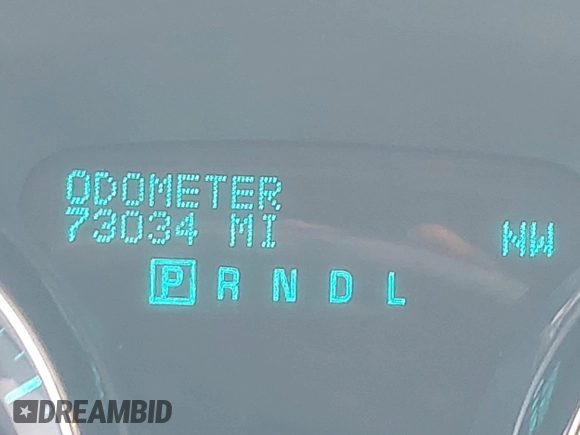 ODOMETER
73034 MI NW
P R N D L
DREAMBID